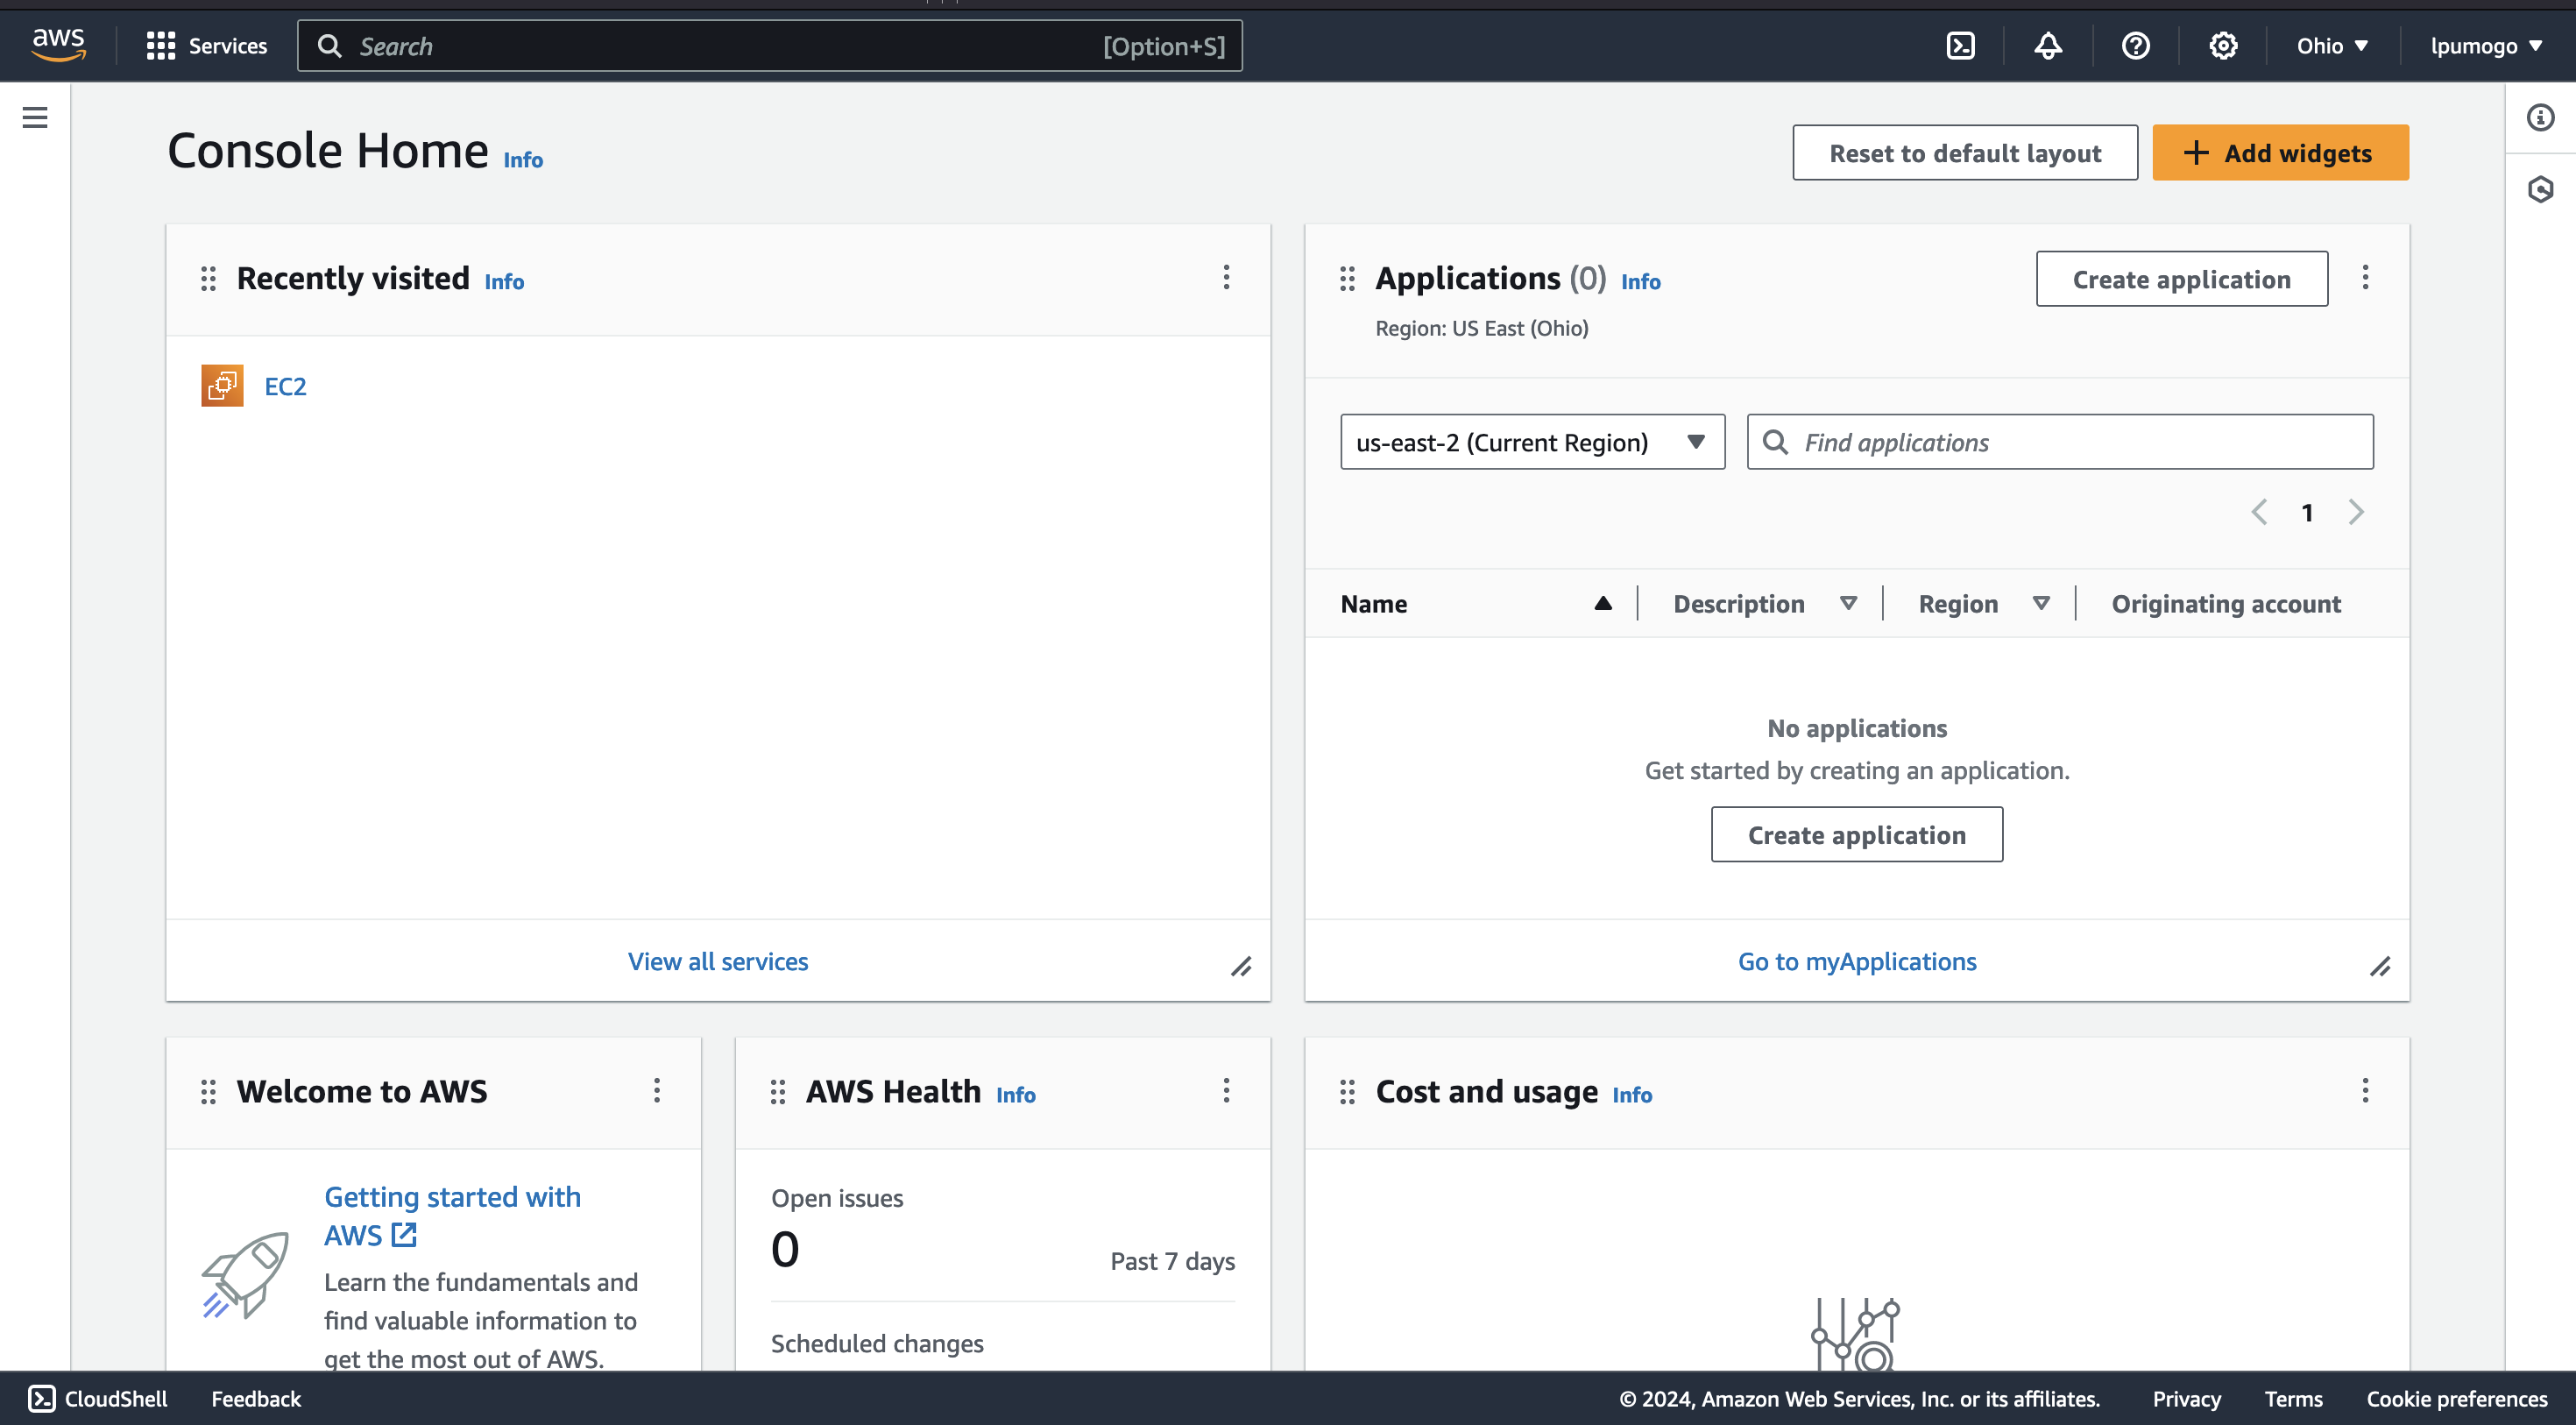 aws
Services
Search
[Option+S]
Ohio
lpumogo
Console Home Info
Reset to default layout
Add widgets
Recently visited Info
EC2
View all services
Applications (0) Info
Region: US East (Ohio)
Create application
us-east-2 (Current Region)
Find applications
1
Name
Description
Region
Originating account
No applications
Get started by creating an application.
Create application
Go to myApplications
Welcome to AWS
Getting started with
AWS
Learn the fundamentals and
find valuable information to
get the most out of AWS.
AWS Health Info
Open issues
0
Past 7 days
Scheduled changes
Cost and usage Info
CloudShell
Feedback
© 2024, Amazon Web Services, Inc. or its affiliates.
Privacy
Terms
Cookie preferences